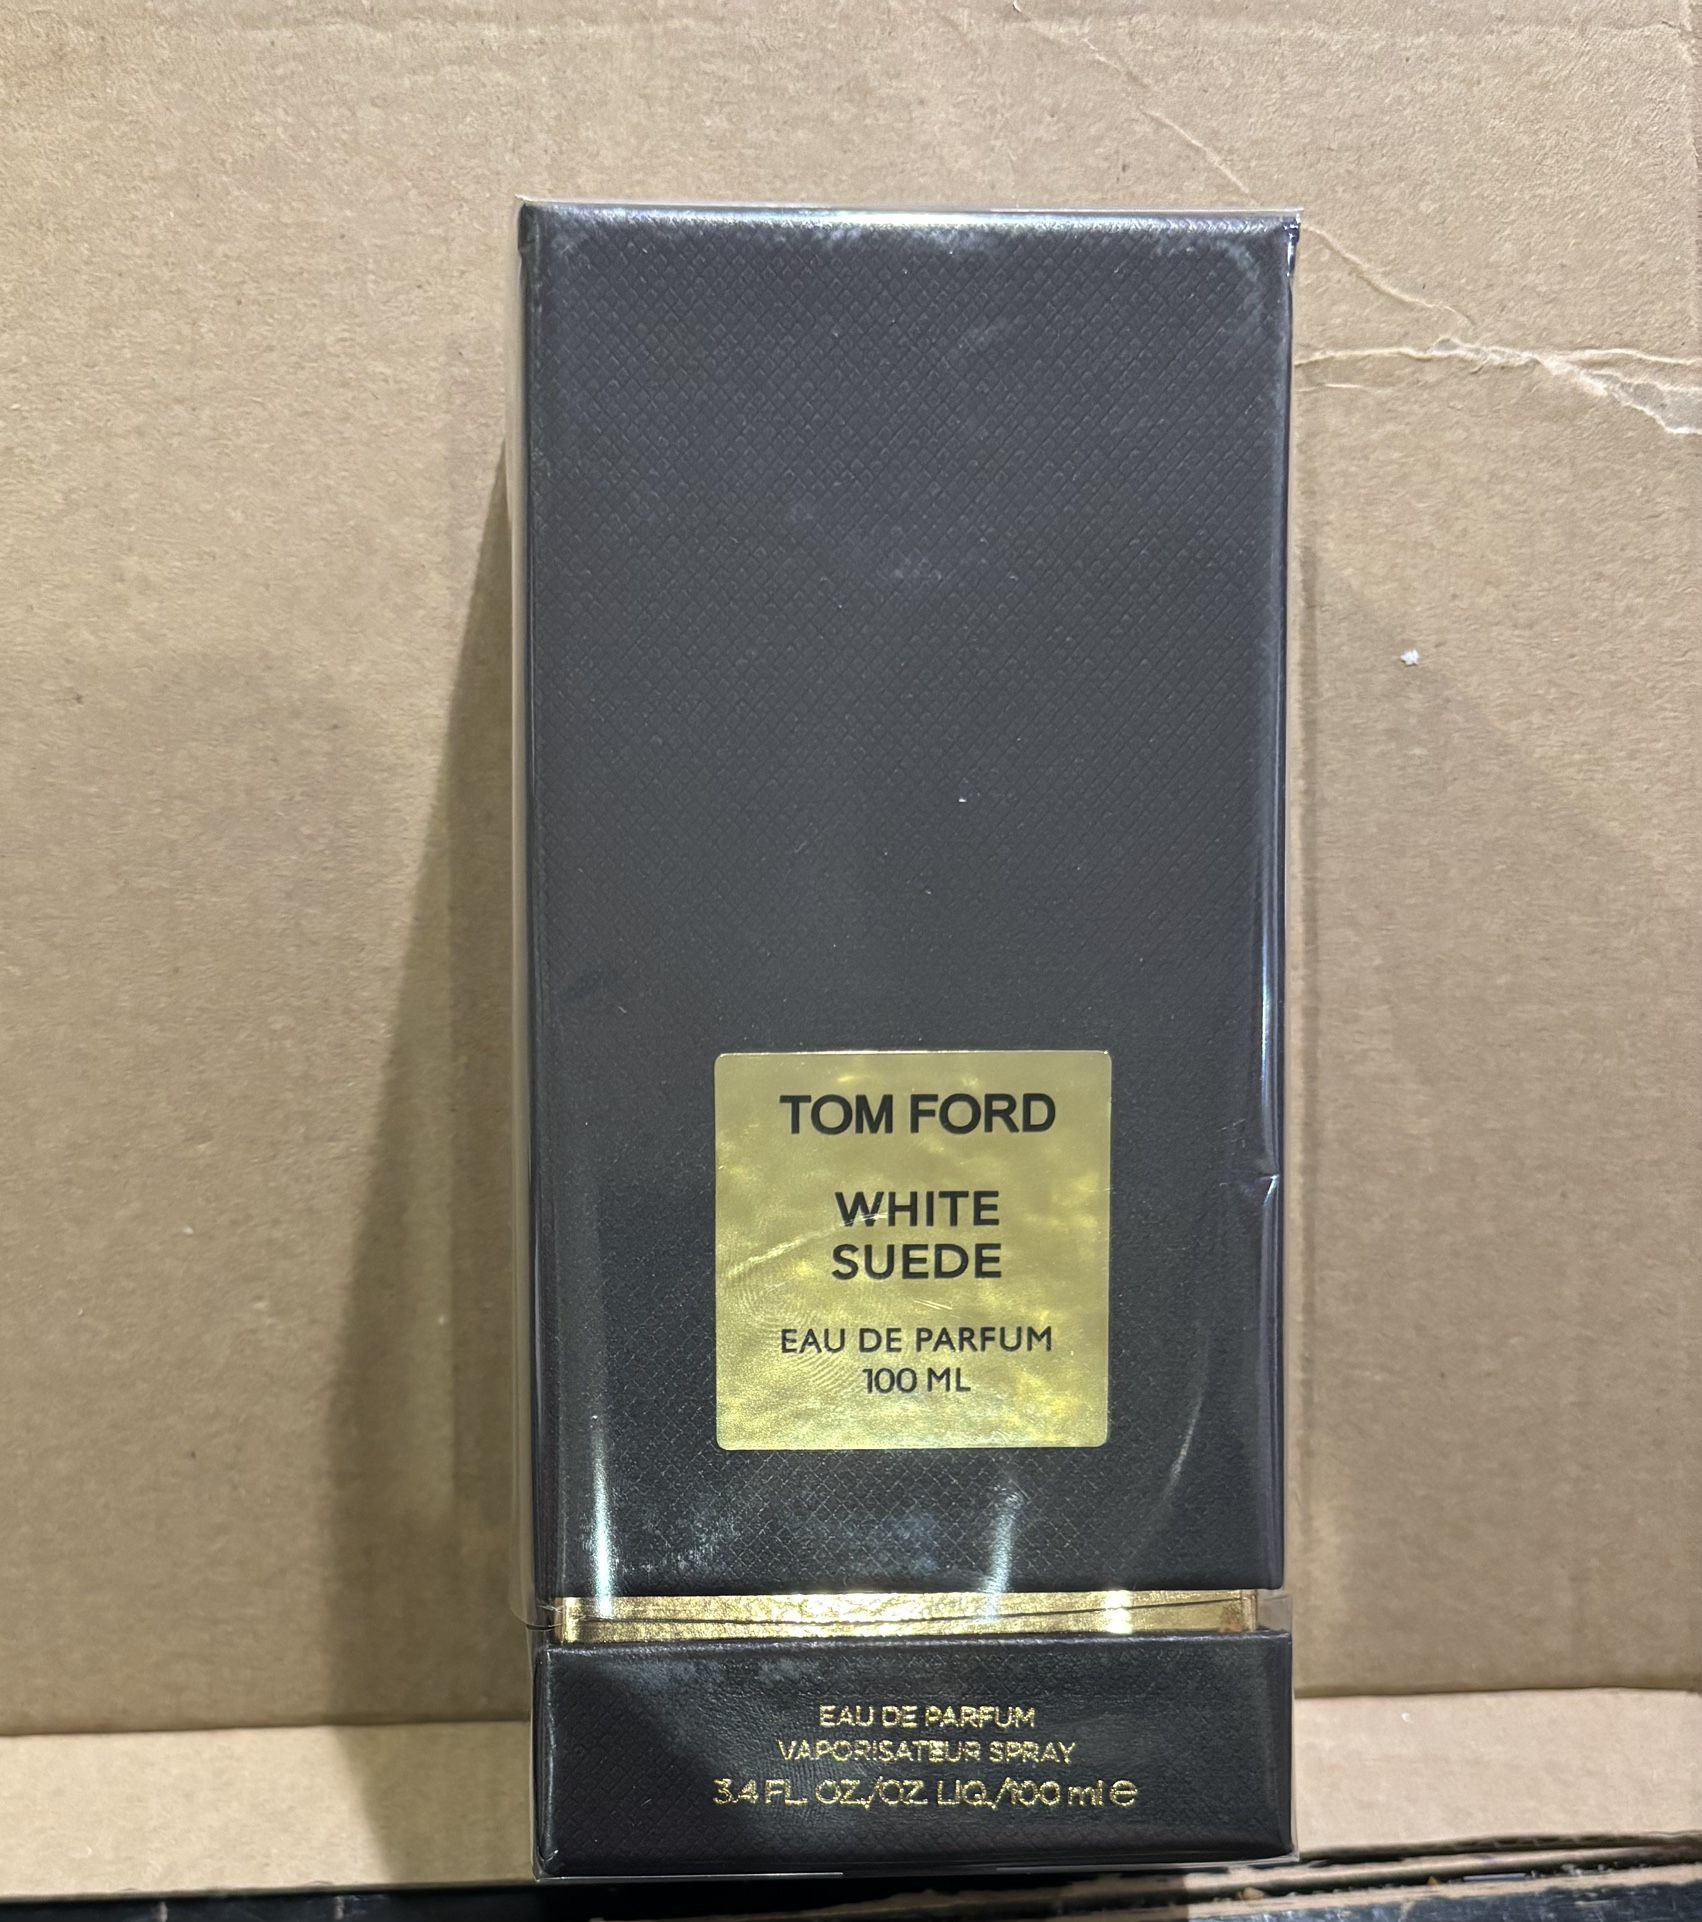 TOM FORD
WHITE
SUEDE
EAU DE PARFUM
100 ML
EAU DE PARFUM
VAPORISATEUR SPRAY
3.4 FL. OZ./OZ. LIQ./100 ml ℮